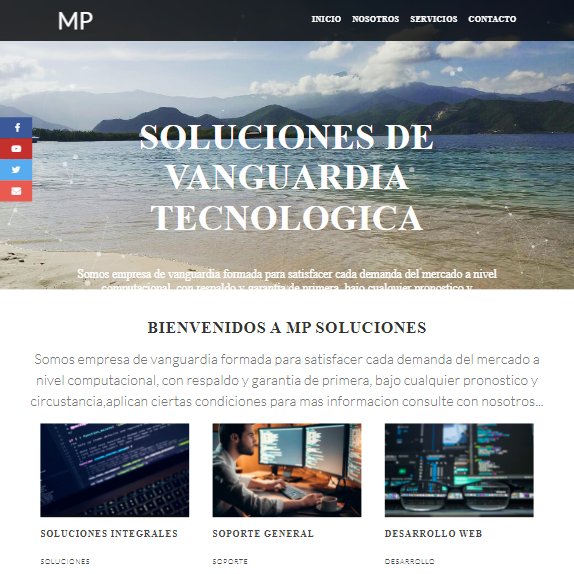 MP
INICIO NOSOTROS SERVICIOS CONTACTO
SOLUCIONES DE
VANGUARDIA
TECNOLOGICA
Somos empresa de vanguardia formada para satisfacer cada demanda del mercado a nivel
computacional, con respaldo y garantia de primera, bajo cualquier pronostico y
BIENVENIDOS A MP SOLUCIONES
Somos empresa de vanguardia formada para satisfacer cada demanda del mercado a
nivel computacional, con respaldo y garantia de primera, bajo cualquier pronostico y
circustancia,aplican ciertas condiciones para mas informacion consulte con nosotros...
SOLUCIONES INTEGRALES
SOPORTE GENERAL
DESARROLLO WEB
SOLUCIONES
SOPORTE
DESARROLLO